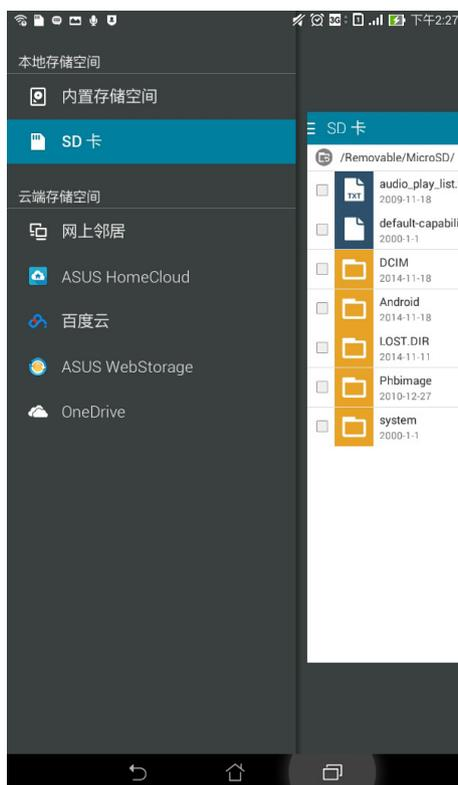 3G 1 下午2:27
本地存储空间
内置存储空间
SD 卡
云端存储空间
网上邻居
ASUS HomeCloud
百度云
ASUS WebStorage
OneDrive
SD 卡
/Removable/MicroSD/
TXT
audio_play_list.
2009-11-18
default-capabili
2000-1-1
DCIM
2014-11-18
Android
2014-11-18
LOST.DIR
2014-11-11
Phbimage
2010-12-27
system
2000-1-1